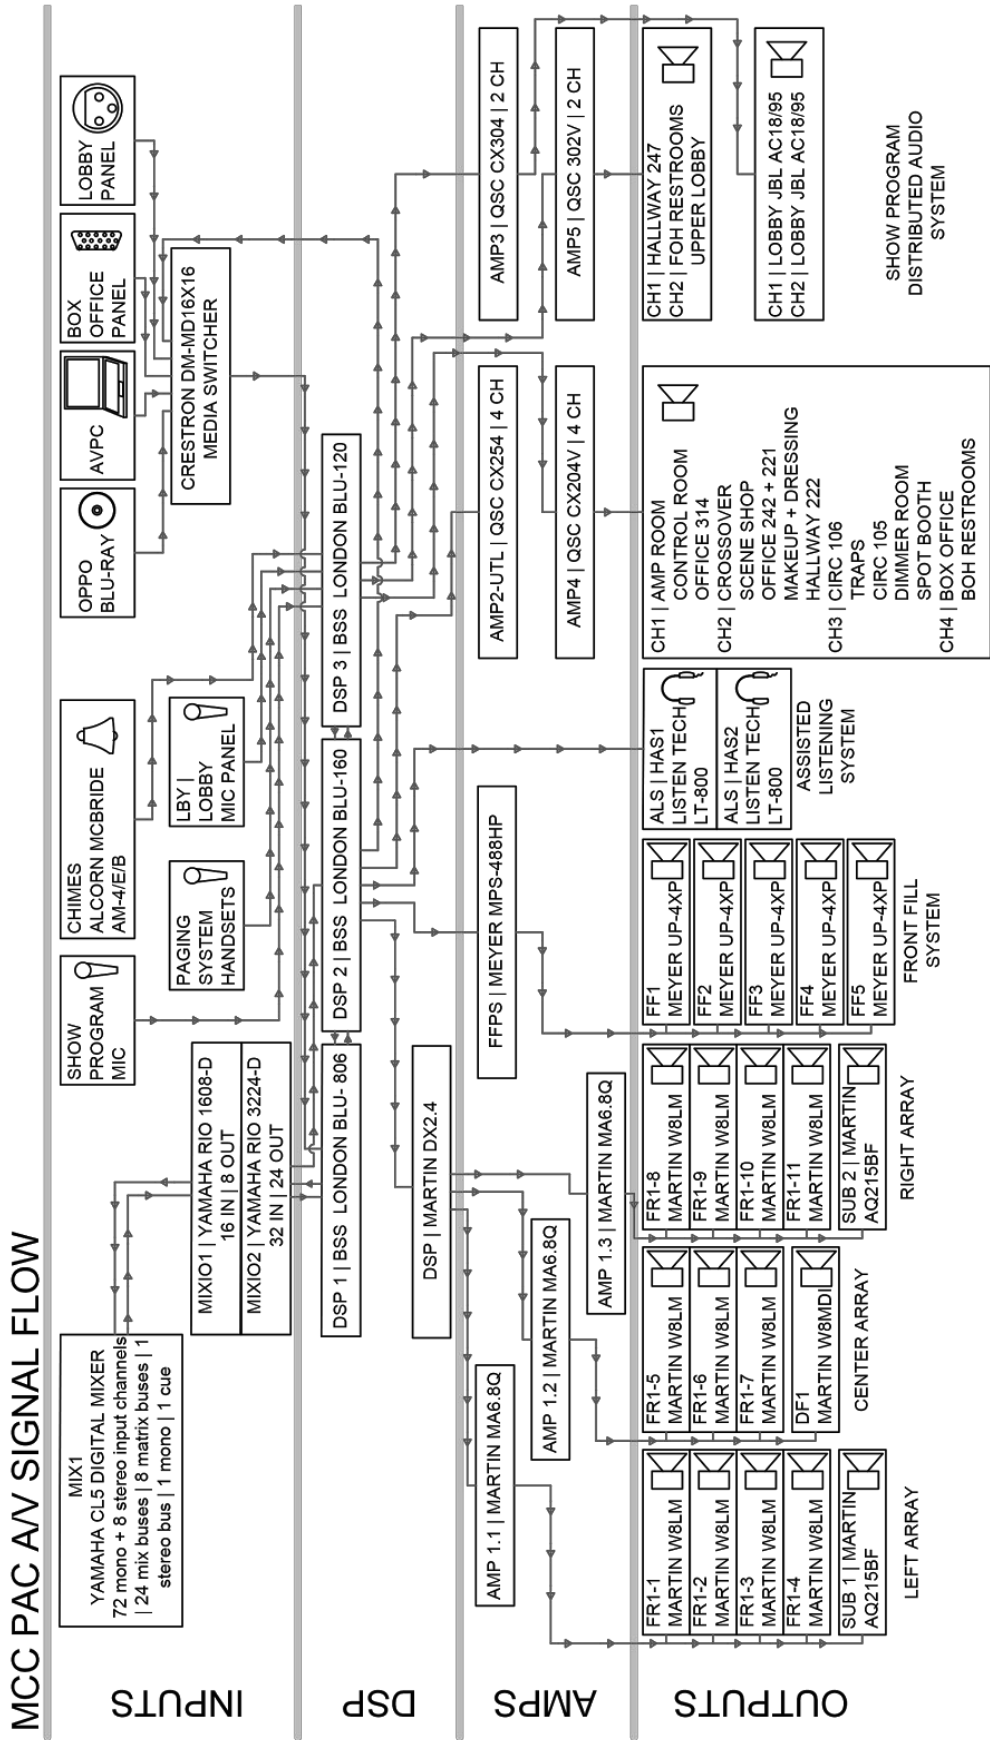 MCC PAC A/V SIGNAL FLOW
INPUTS
MIX1
YAMAHA CL5 DIGITAL MIXER
72 mono + 8 stereo input channels
| 24 mix buses | 8 matrix buses | 1
stereo bus | 1 mono | 1 cue
MIXIO1 | YAMAHA RIO 1608-D
16 IN | 8 OUT
MIXIO2 | YAMAHA RIO 3224-D
32 IN | 24 OUT
SHOW
PROGRAM
MIC
CHIMES
ALCORN MCBRIDE
AM-4/E/B
PAGING
SYSTEM
HANDSETS
LBY |
LOBBY
MIC PANEL
OPPO
BLU-RAY
AVPC
BOX
OFFICE
PANEL
LOBBY
PANEL
CRESTRON DM-MD16X16
MEDIA SWITCHER
DSP
DSP 1 | BSS LONDON BLU- 806
DSP 2 | BSS LONDON BLU-160
DSP 3 | BSS LONDON BLU-120
DSP | MARTIN DX2.4
AMPS
AMP 1.1 | MARTIN MA6.8Q
AMP 1.2 | MARTIN MA6.8Q
AMP 1.3 | MARTIN MA6.8Q
FFPS | MEYER MPS-488HP
AMP2-UTL | QSC CX254 | 4 CH
AMP4 | QSC CX204V | 4 CH
AMP3 | QSC CX304 | 2 CH
AMP5 | QSC 302V | 2 CH
OUTPUTS
FR1-1
MARTIN W8LM
FR1-2
MARTIN W8LM
FR1-3
MARTIN W8LM
FR1-4
MARTIN W8LM
SUB 1 | MARTIN
AQ215BF
LEFT ARRAY
FR1-5
MARTIN W8LM
FR1-6
MARTIN W8LM
FR1-7
MARTIN W8LM
DF1
MARTIN W8MDI
CENTER ARRAY
FR1-8
MARTIN W8LM
FR1-9
MARTIN W8LM
FR1-10
MARTIN W8LM
FR1-11
MARTIN W8LM
SUB 2 | MARTIN
AQ215BF
RIGHT ARRAY
FF1
MEYER UP-4XP
FF2
MEYER UP-4XP
FF3
MEYER UP-4XP
FF4
MEYER UP-4XP
FF5
MEYER UP-4XP
FRONT FILL
SYSTEM
ALS | HAS1
LISTEN TECH
LT-800
ALS | HAS2
LISTEN TECH
LT-800
ASSISTED
LISTENING
SYSTEM
CH1 | AMP ROOM
CONTROL ROOM
OFFICE 314
CH2 | CROSSOVER
SCENE SHOP
OFFICE 242 + 221
MAKEUP + DRESSING
HALLWAY 222
CH3 | CIRC 106
TRAPS
CIRC 105
DIMMER ROOM
SPOT BOOTH
CH4 | BOX OFFICE
BOH RESTROOMS
CH1 | HALLWAY 247
CH2 | FOH RESTROOMS
UPPER LOBBY
CH1 | LOBBY JBL AC18/95
CH2 | LOBBY JBL AC18/95
SHOW PROGRAM
DISTRIBUTED AUDIO
SYSTEM